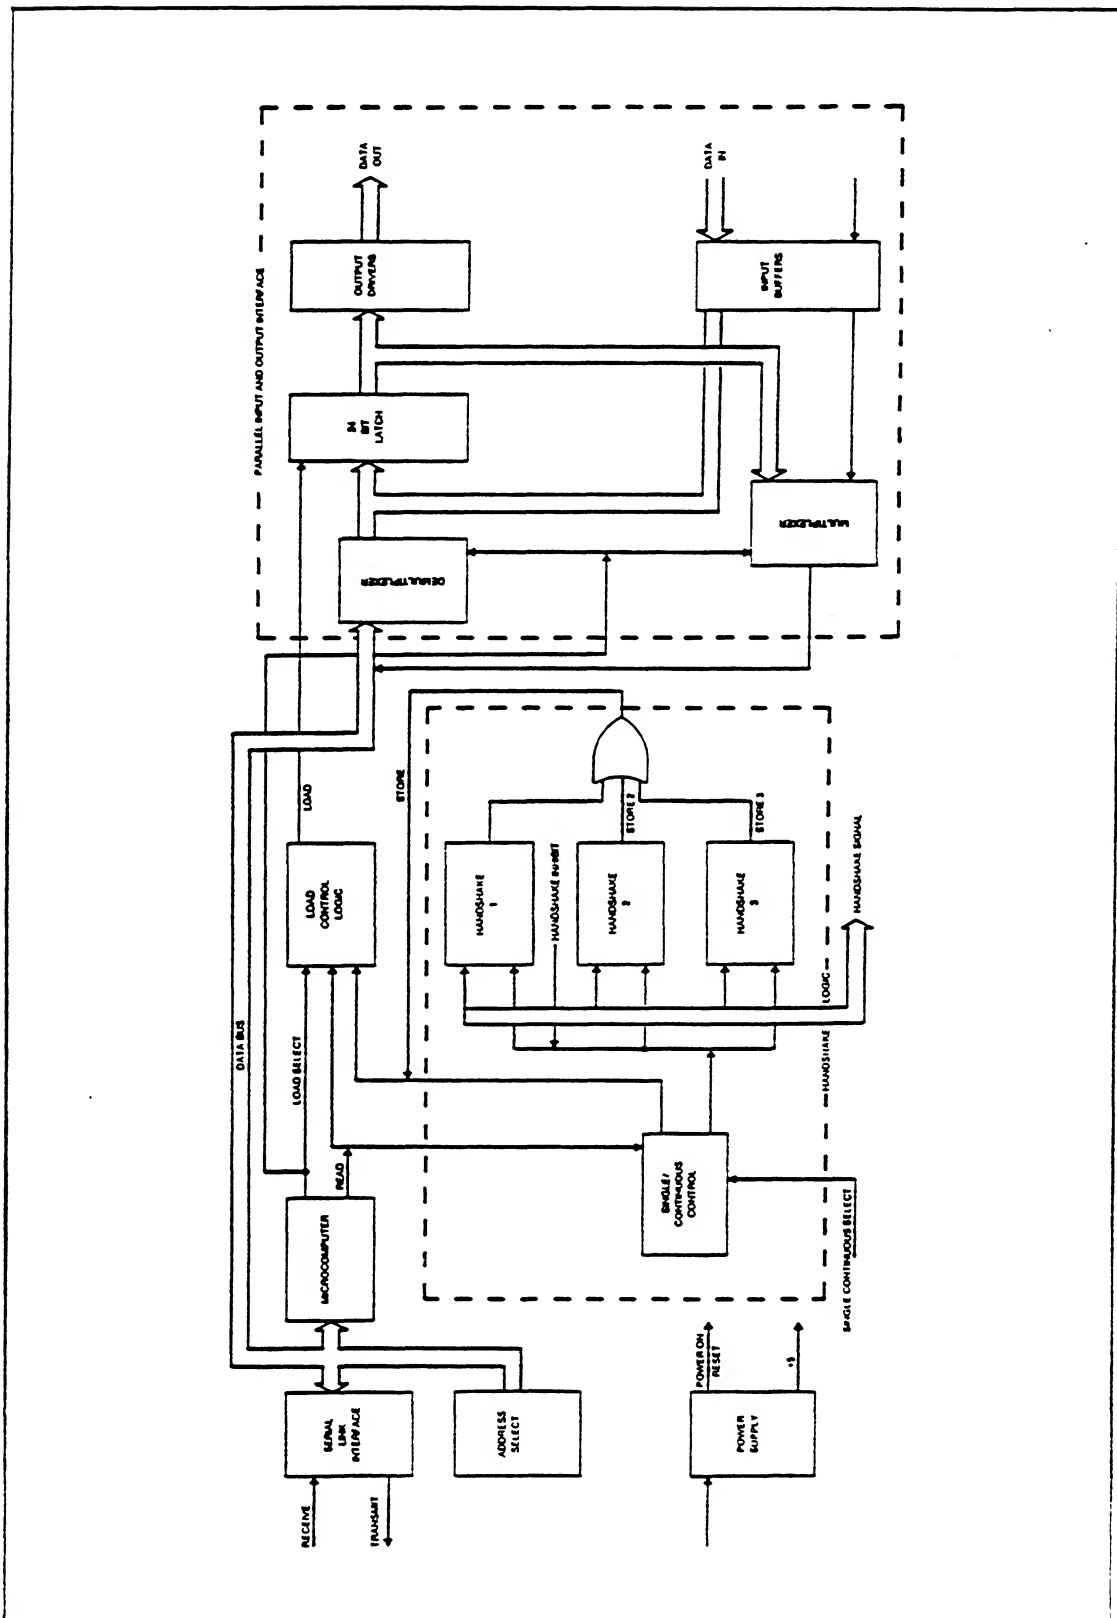 PARALLEL INPUT AND OUTPUT INTERFACE
DATA
OUT
OUTPUT
DRIVERS
BIT
LATCH
DEMULTIPLEXER
DATA
IN
INPUT
BUFFERS
MULTIPLEXER
DATA BUS
LOAD
LOAD
CONTROL
LOGIC
LOAD SELECT
READ
MICROCOMPUTER
SERIAL
LINK
INTERFACE
RECEIVE
TRANSMIT
ADDRESS
SELECT
STORE
HANDSHAKE
1
HANDSHAKE INHIBIT
HANDSHAKE
2
STORE 2
HANDSHAKE
3
STORE 3
HANDSHAKE LOGIC
HANDSHAKE SIGNAL
SINGLE/
CONTINUOUS
CONTROL
SINGLE CONTINUOUS SELECT
POWER
SUPPLY
POWER ON
RESET
+5